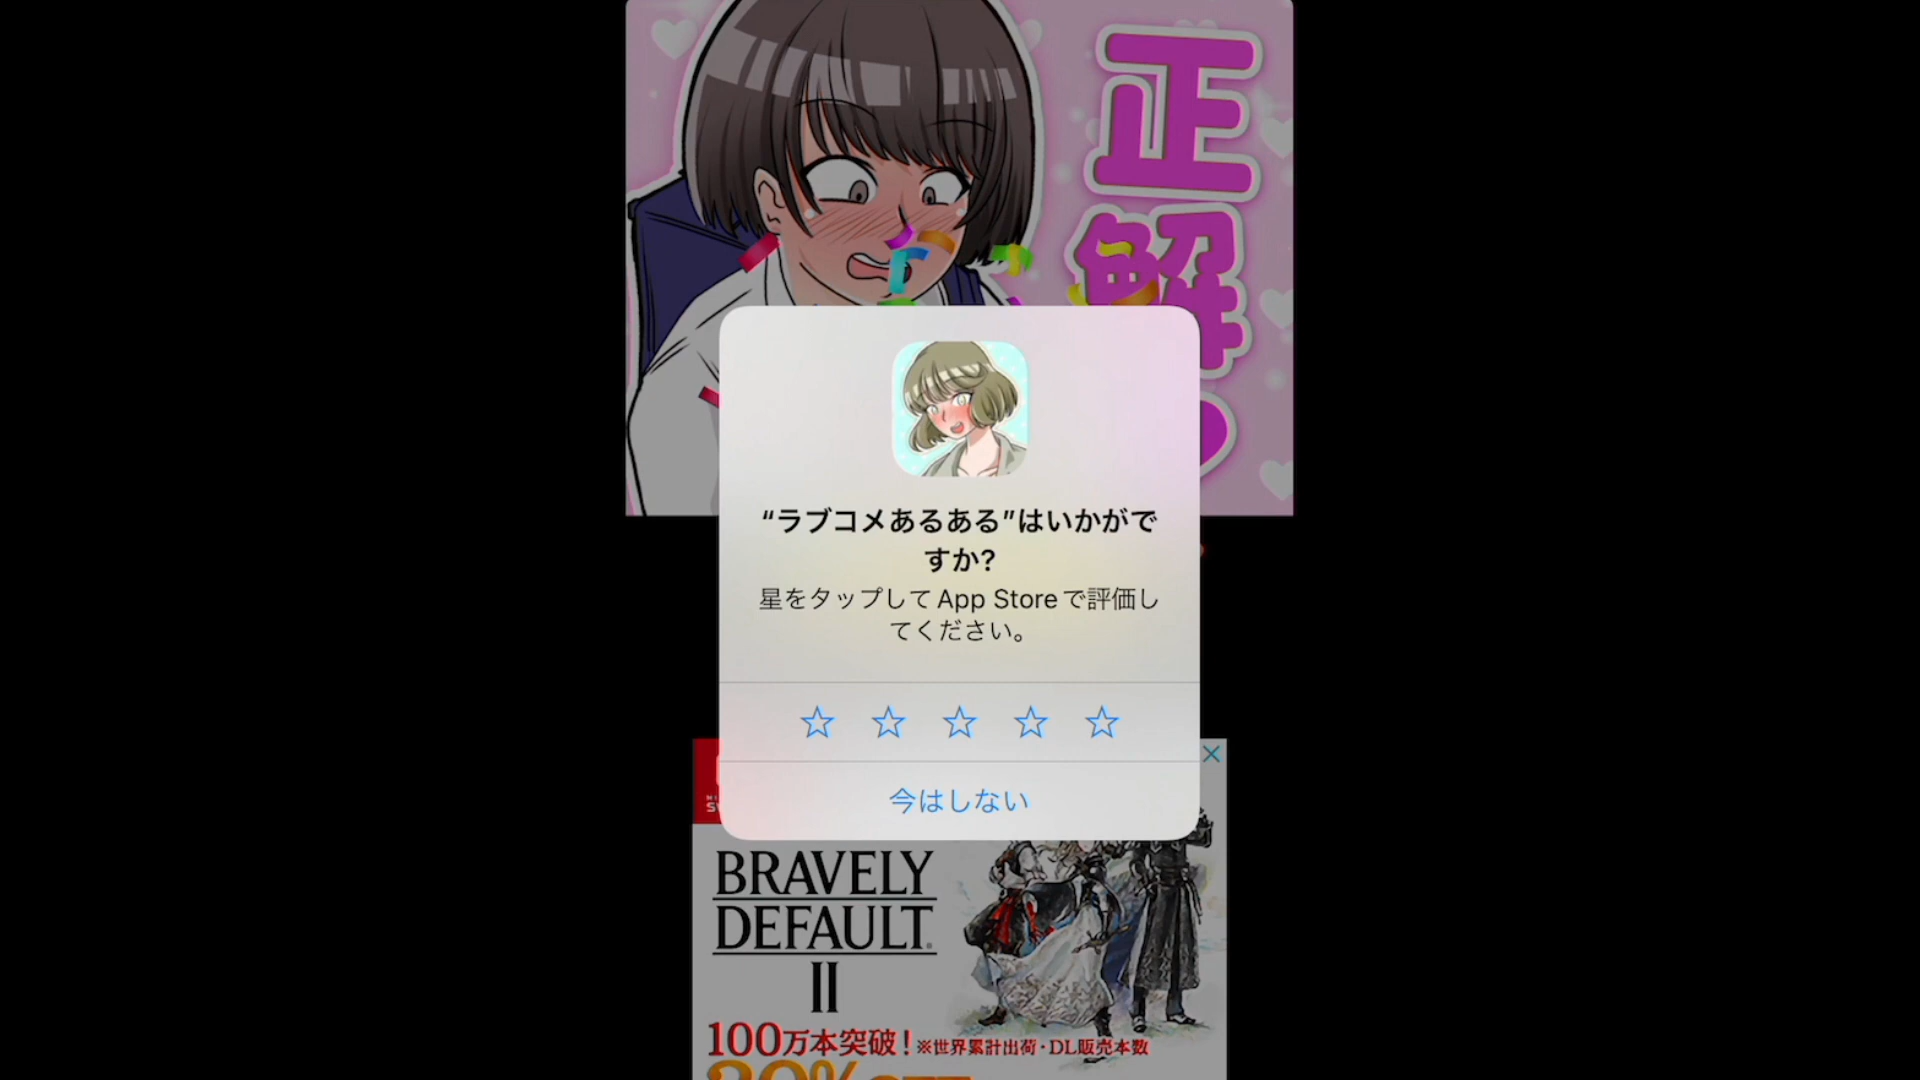 正解
“ラブコメあるある”はいかがで
すか?
星をタップしてApp Storeで評価し
てください。
今はしない
BRAVELY
DEFAULT
II
100万本突破!※世界累計出荷・DL販売本数